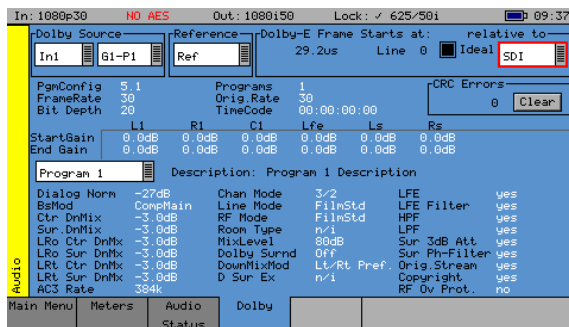 In: 1080p30 NO AES Out: 1080i50 Lock: ✓ 625/50i 09:37
Dolby Source Reference Dolby-E Frame Starts at: relative to
In1 G1-P1 Ref 29.2us Line 0 Ideal SDI
PgmConfig 5.1 Programs 1 CRC Errors
FrameRate 30 Orig.Rate 30 0 Clear
Bit Depth 20 TimeCode 00:00:00:00
L1 R1 C1 Lfe Ls Rs
StartGain 0.0dB 0.0dB 0.0dB 0.0dB 0.0dB 0.0dB
End Gain 0.0dB 0.0dB 0.0dB 0.0dB 0.0dB 0.0dB
Program 1 Description: Program 1 Description
Dialog Norm -27dB Chan Mode 3/2 LFE yes
BsMod CompMain Line Mode FilmStd LFE Filter yes
Ctr DnMix -3.0dB RF Mode FilmStd HPF yes
Sur.DnMix -3.0dB Room Type n/i LPF yes
LRo Ctr DnMx -3.0dB MixLevel 80dB Sur 3dB Att yes
LRo Sur DnMx -3.0dB Dolby Surnd Off Sur Ph-Filter yes
LRt Ctr DnMx -3.0dB DownMixMod Lt/Rt Pref. Orig.Stream yes
LRt Sur DnMx -3.0dB D Sur Ex n/i Copyright yes
AC3 Rate 384k RF Ov Prot. no
Audio
Main Menu Meters Audio Dolby
Status